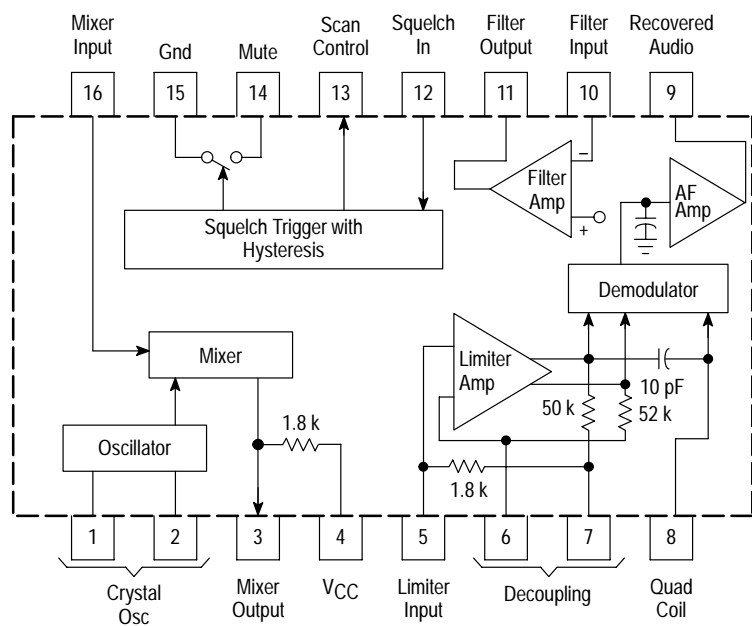 Mixer
Input
Gnd
Mute
Scan
Control
Squelch
In
Filter
Output
Filter
Input
Recovered
Audio
16
15
14
13
12
11
10
9
Squelch Trigger with
Hysteresis
Filter
Amp
–
+
AF
Amp
Demodulator
Mixer
Limiter
Amp
10 pF
50 k
52 k
1.8 k
Oscillator
1.8 k
1
2
3
4
5
6
7
8
Crystal
Osc
Mixer
Output
VCC
Limiter
Input
Decoupling
Quad
Coil